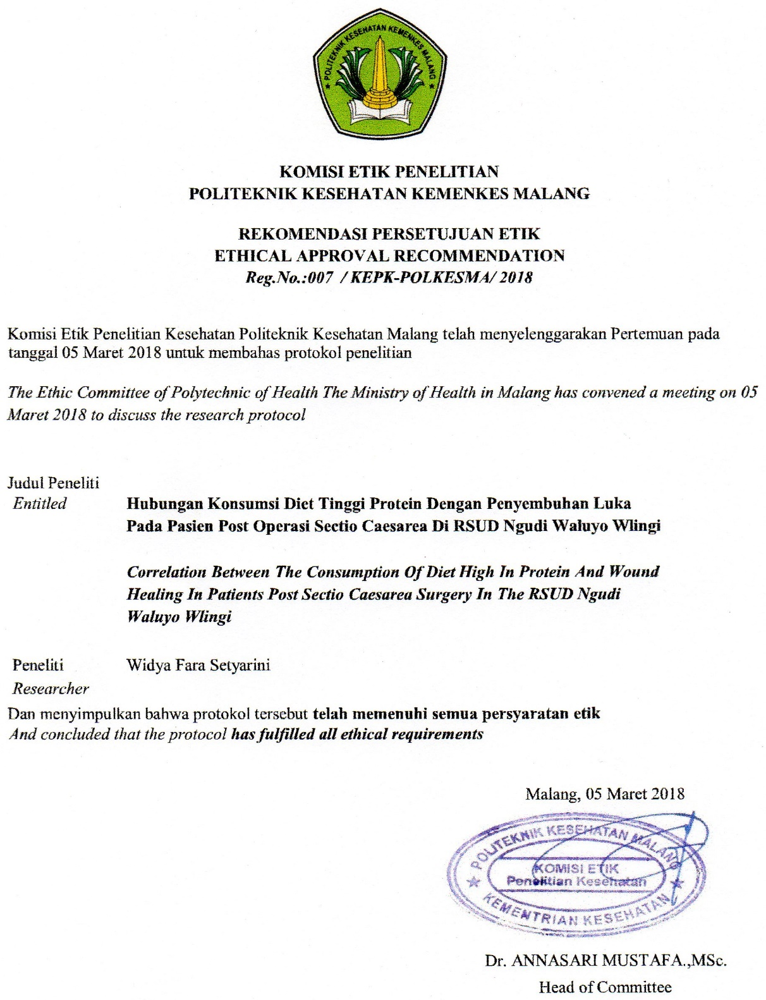 ★ POLITEKNIK KESEHATAN KEMENKES MALANG ★
KOMISI ETIK PENELITIAN
POLITEKNIK KESEHATAN KEMENKES MALANG
REKOMENDASI PERSETUJUAN ETIK
ETHICAL APPROVAL RECOMMENDATION
Reg.No.:007 / KEPK-POLKESMA/ 2018
Komisi Etik Penelitian Kesehatan Politeknik Kesehatan Malang telah menyelenggarakan Pertemuan pada
tanggal 05 Maret 2018 untuk membahas protokol penelitian
The Ethic Committee of Polytechnic of Health The Ministry of Health in Malang has convened a meeting on 05
Maret 2018 to discuss the research protocol
Judul Peneliti
Entitled Hubungan Konsumsi Diet Tinggi Protein Dengan Penyembuhan Luka
Pada Pasien Post Operasi Sectio Caesarea Di RSUD Ngudi Waluyo Wlingi
Correlation Between The Consumption Of Diet High In Protein And Wound
Healing In Patients Post Sectio Caesarea Surgery In The RSUD Ngudi
Waluyo Wlingi
Peneliti Widya Fara Setyarini
Researcher
Dan menyimpulkan bahwa protokol tersebut telah memenuhi semua persyaratan etik
And concluded that the protocol has fulfilled all ethical requirements
Malang, 05 Maret 2018
POLITEKNIK KESEHATAN MALANG
KOMISI ETIK
Penelitian Kesehatan
★ KEMENTRIAN KESEHATAN ★
Dr. ANNASARI MUSTAFA.,MSc.
Head of Committee